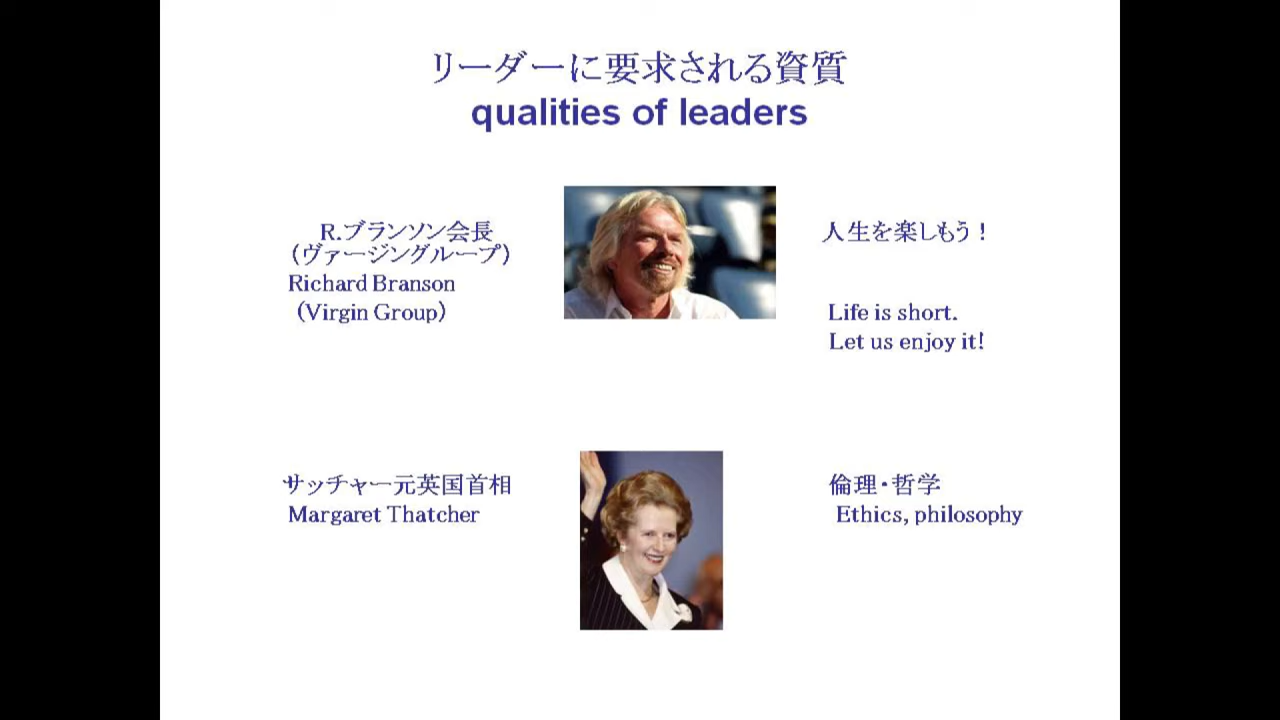 リーダーに要求される資質
qualities of leaders
R.ブランソン会長
（ヴァージングループ）
Richard Branson
（Virgin Group）
人生を楽しもう！
Life is short.
Let us enjoy it!
サッチャー元英国首相
Margaret Thatcher
倫理・哲学
Ethics, philosophy